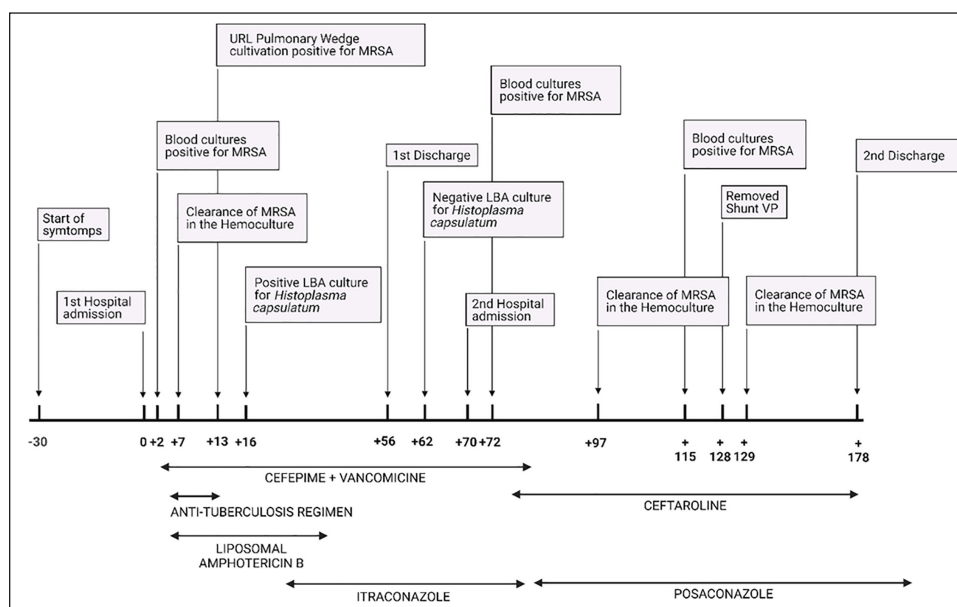 URL Pulmonary Wedge
cultivation positive for MRSA
Blood cultures
positive for MRSA
Blood cultures
positive for MRSA
Blood cultures
positive for MRSA
1st Discharge
2nd Discharge
Start of
symtomps
Clearance of MRSA
in the Hemoculture
Negative LBA culture
for Histoplasma
capsulatum
Removed
Shunt VP
1st Hospital
admission
Positive LBA culture
for Histoplasma
capsulatum
2nd Hospital
admission
Clearance of MRSA
in the Hemoculture
Clearance of MRSA
in the Hemoculture
-30 0 +2 +7 +13 +16 +56 +62 +70 +72 +97 + 115 + 128 + 129 + 178
CEFEPIME + VANCOMICINE
CEFTAROLINE
ANTI-TUBERCULOSIS REGIMEN
LIPOSOMAL
AMPHOTERICIN B
ITRACONAZOLE
POSACONAZOLE